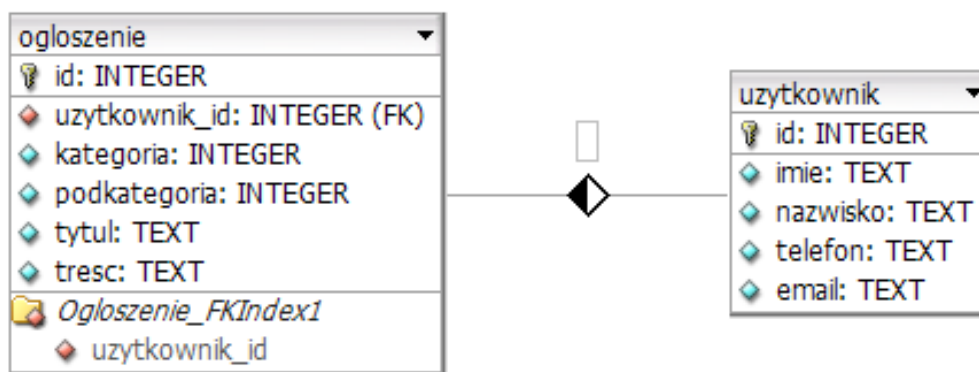 ogloszenie
id: INTEGER
uzytkownik_id: INTEGER (FK)
kategoria: INTEGER
podkategoria: INTEGER
tytul: TEXT
tresc: TEXT
Ogloszenie_FKIndex1
uzytkownik_id
uzytkownik
id: INTEGER
imie: TEXT
nazwisko: TEXT
telefon: TEXT
email: TEXT